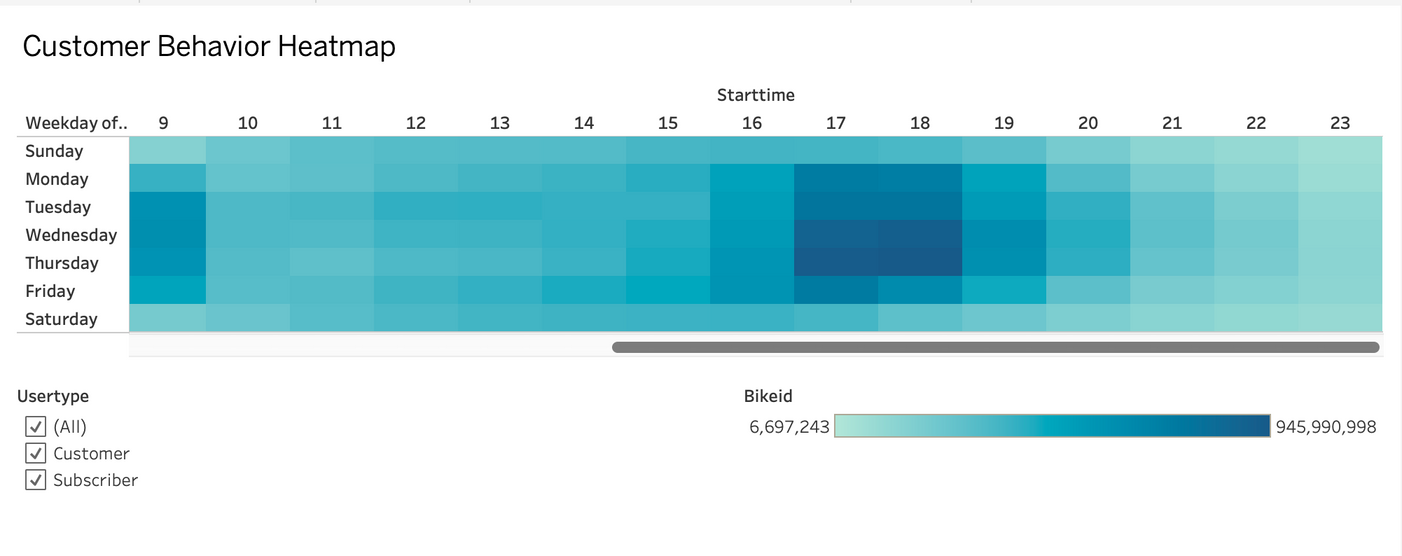 Customer Behavior Heatmap
Starttime
Weekday of.. 9 10 11 12 13 14 15 16 17 18 19 20 21 22 23
Sunday
Monday
Tuesday
Wednesday
Thursday
Friday
Saturday
Usertype
(All)
Customer
Subscriber
Bikeid
6,697,243 945,990,998